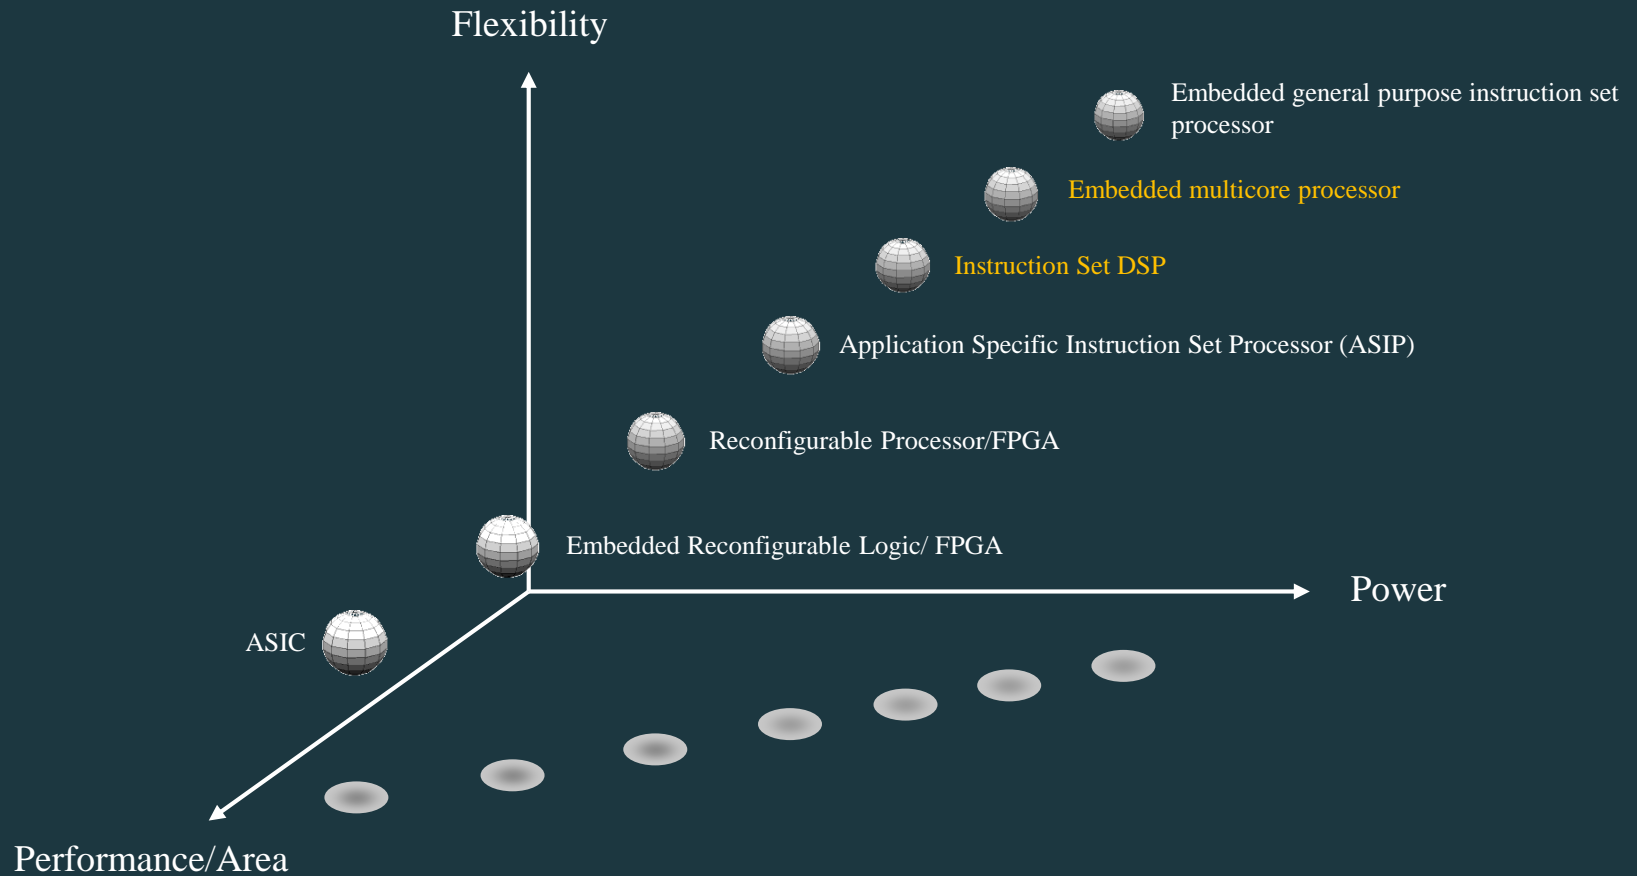 Flexibility
Embedded general purpose instruction set
processor
Embedded multicore processor
Instruction Set DSP
Application Specific Instruction Set Processor (ASIP)
Reconfigurable Processor/FPGA
Embedded Reconfigurable Logic/ FPGA
Power
ASIC
Performance/Area